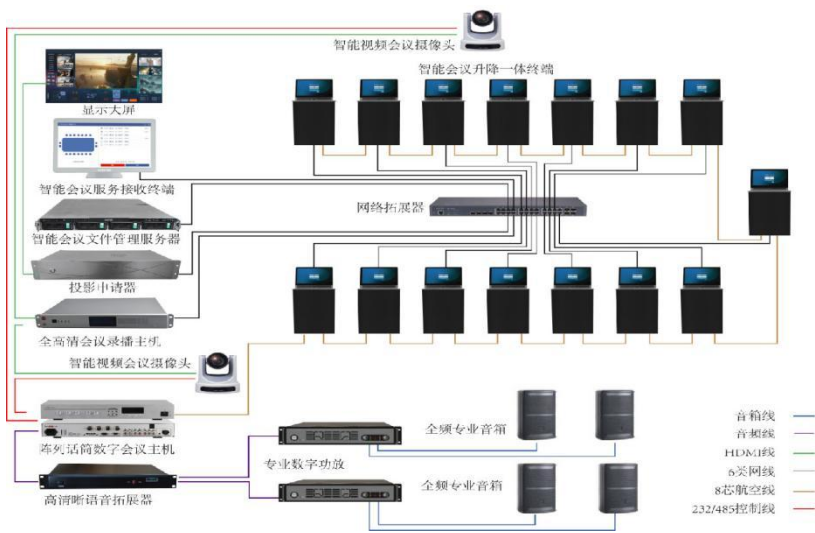 智能视频会议摄像头
智能会议升降一体终端
显示大屏
智能会议服务接收终端
网络拓展器
智能会议文件管理服务器
投影申请器
全高清会议录播主机
智能视频会议摄像头
阵列话筒数字会议主机
高清晰语音拓展器
专业数字功放
全频专业音箱
全频专业音箱
音箱线
音频线
HDMI线
6类网线
8芯航空线
232/485控制线